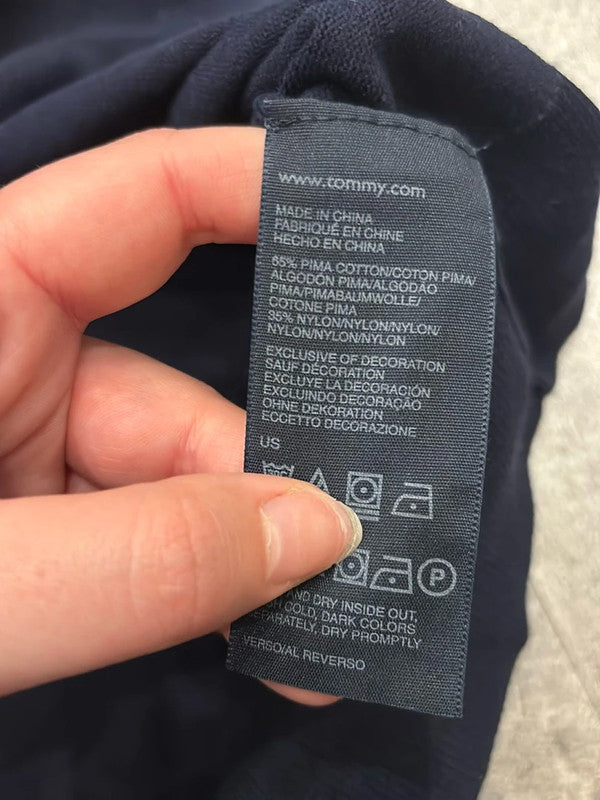 www.tommy.com
MADE IN CHINA
FABRIQUÉ EN CHINE
HECHO EN CHINA
65% PIMA COTTON/COTON PIMA/
ALGODON PIMA/ALGODÃO
PIMA/PIMABAUMWOLLE/
COTONE PIMA
35% NYLON/NYLON/NYLON/
NYLON/NYLON/NYLON
EXCLUSIVE OF DECORATION
SAUF DÉCORATION
EXCLUYE LA DECORACIÓN
EXCLUINDO DECORAÇÃO
OHNE DEKORATION
ECCETTO DECORAZIONE
US
P
AND DRY INSIDE OUT,
COLD, DARK COLORS
DRY PROMPTLY
VERSO/AL REVERSO